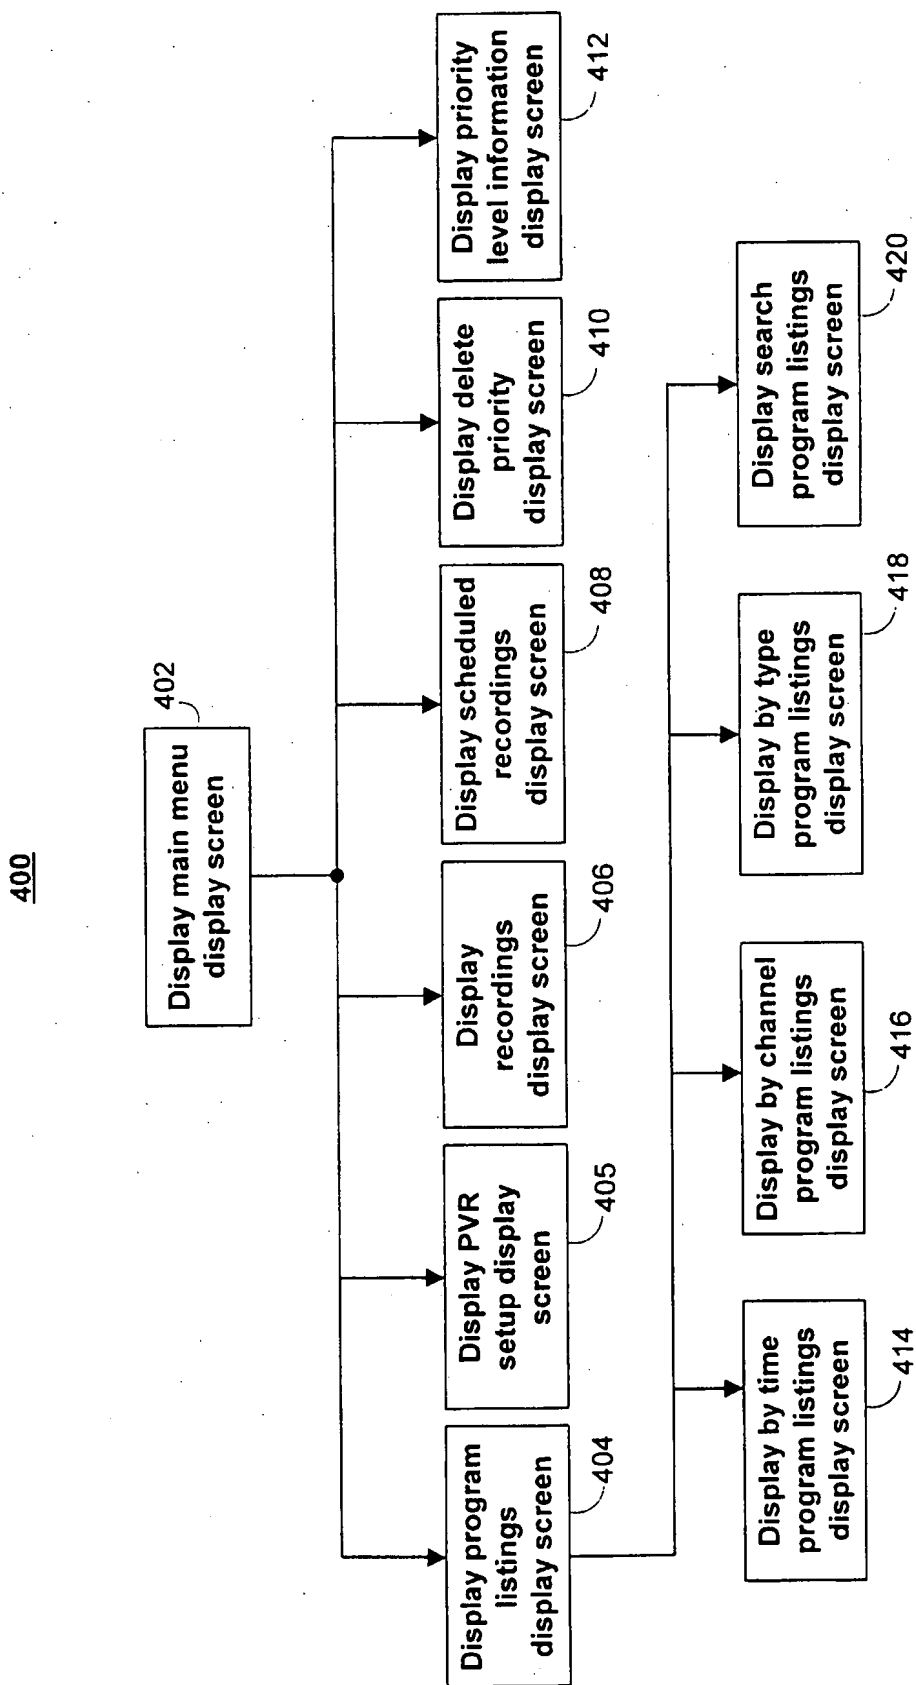 400
Display main menu
display screen
402
Display program
listings
display screen
404
Display PVR
setup display
screen
405
Display
recordings
display screen
406
Display scheduled
recordings
display screen
408
Display delete
priority
display screen
410
Display priority
level information
display screen
412
Display by time
program listings
display screen
414
Display by channel
program listings
display screen
416
Display by type
program listings
display screen
418
Display search
program listings
display screen
420